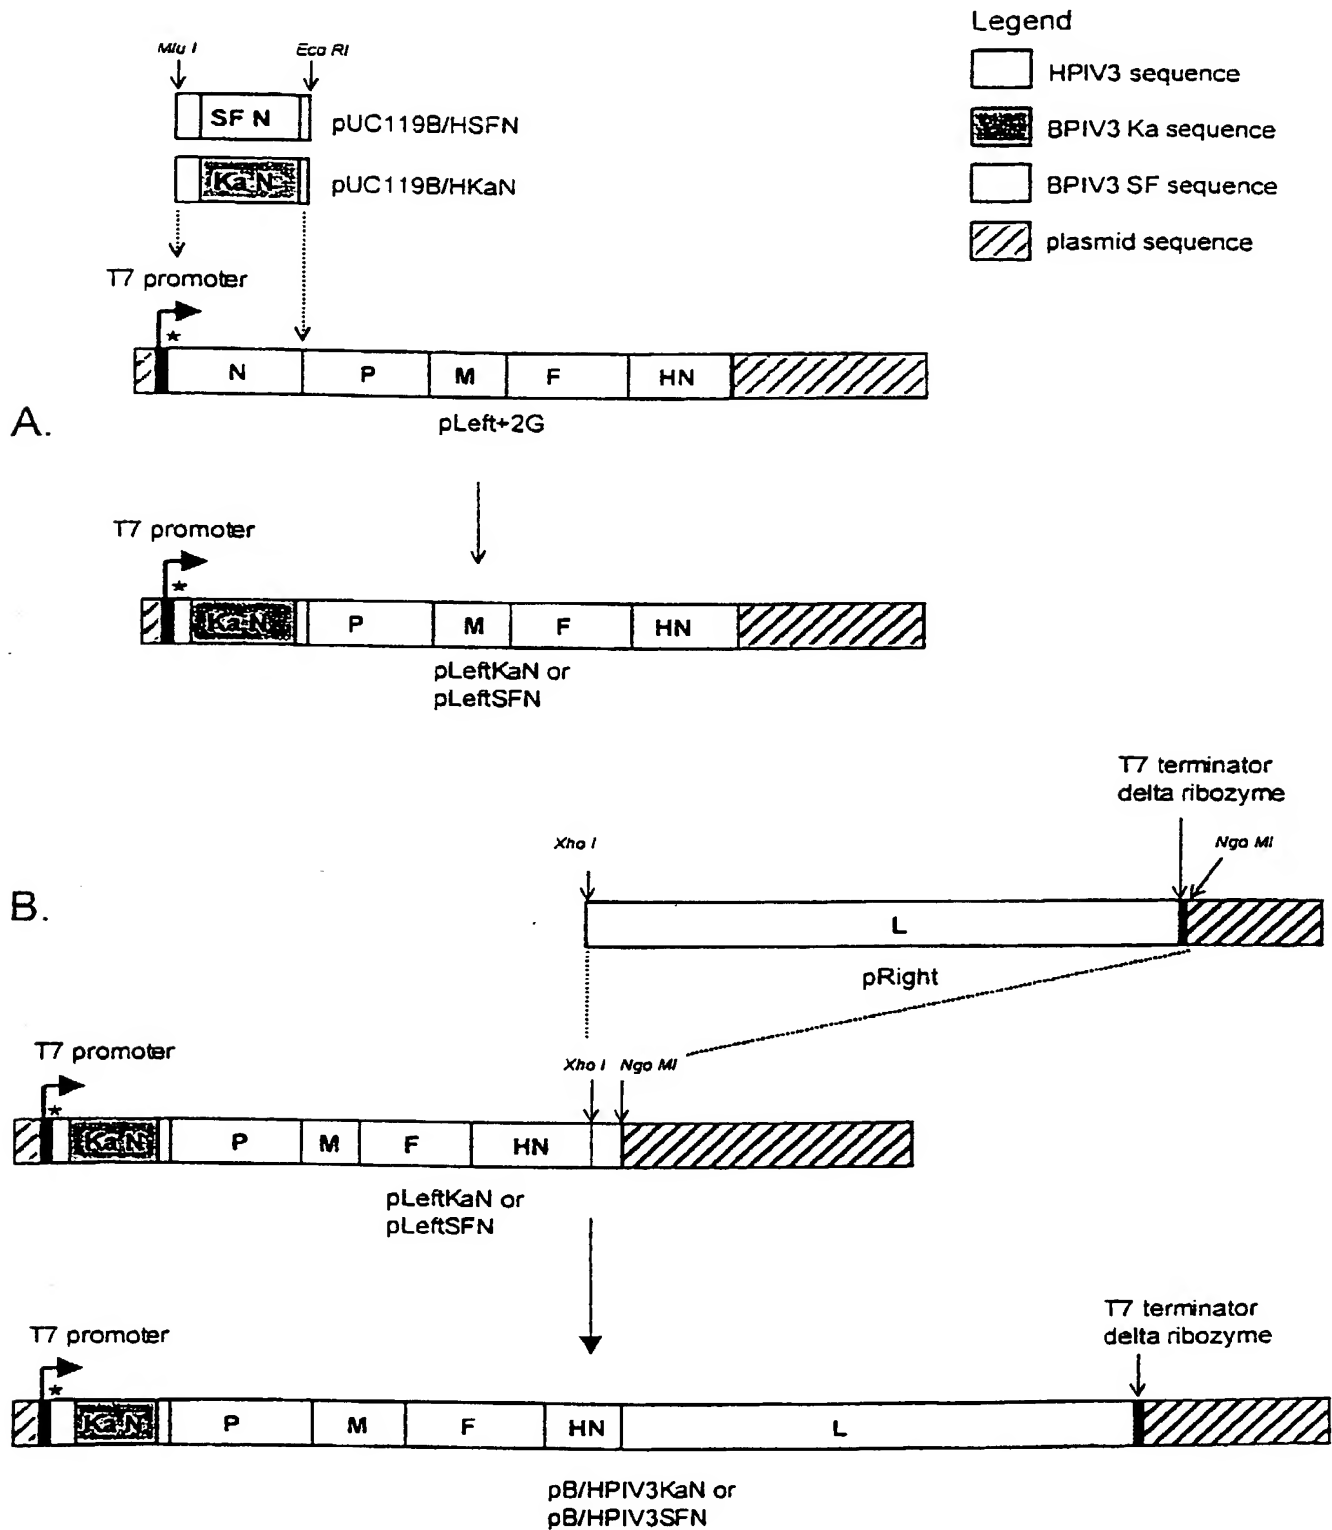 Legend
HPIV3 sequence
BPIV3 Ka sequence
BPIV3 SF sequence
plasmid sequence
Mlu I
Eco RI
SF N
pUC119B/HSFN
Ka N
pUC119B/HKaN
T7 promoter
*
N
P
M
F
HN
pLeft+2G
A.
T7 promoter
*
Ka N
P
M
F
HN
pLeftKaN or
pLeftSFN
T7 terminator
delta ribozyme
Xho I
Ngo MI
B.
L
pRight
T7 promoter
Xho I
Ngo MI
*
Ka N
P
M
F
HN
pLeftKaN or
pLeftSFN
T7 promoter
T7 terminator
delta ribozyme
*
Ka N
P
M
F
HN
L
pB/HPIV3KaN or
pB/HPIV3SFN